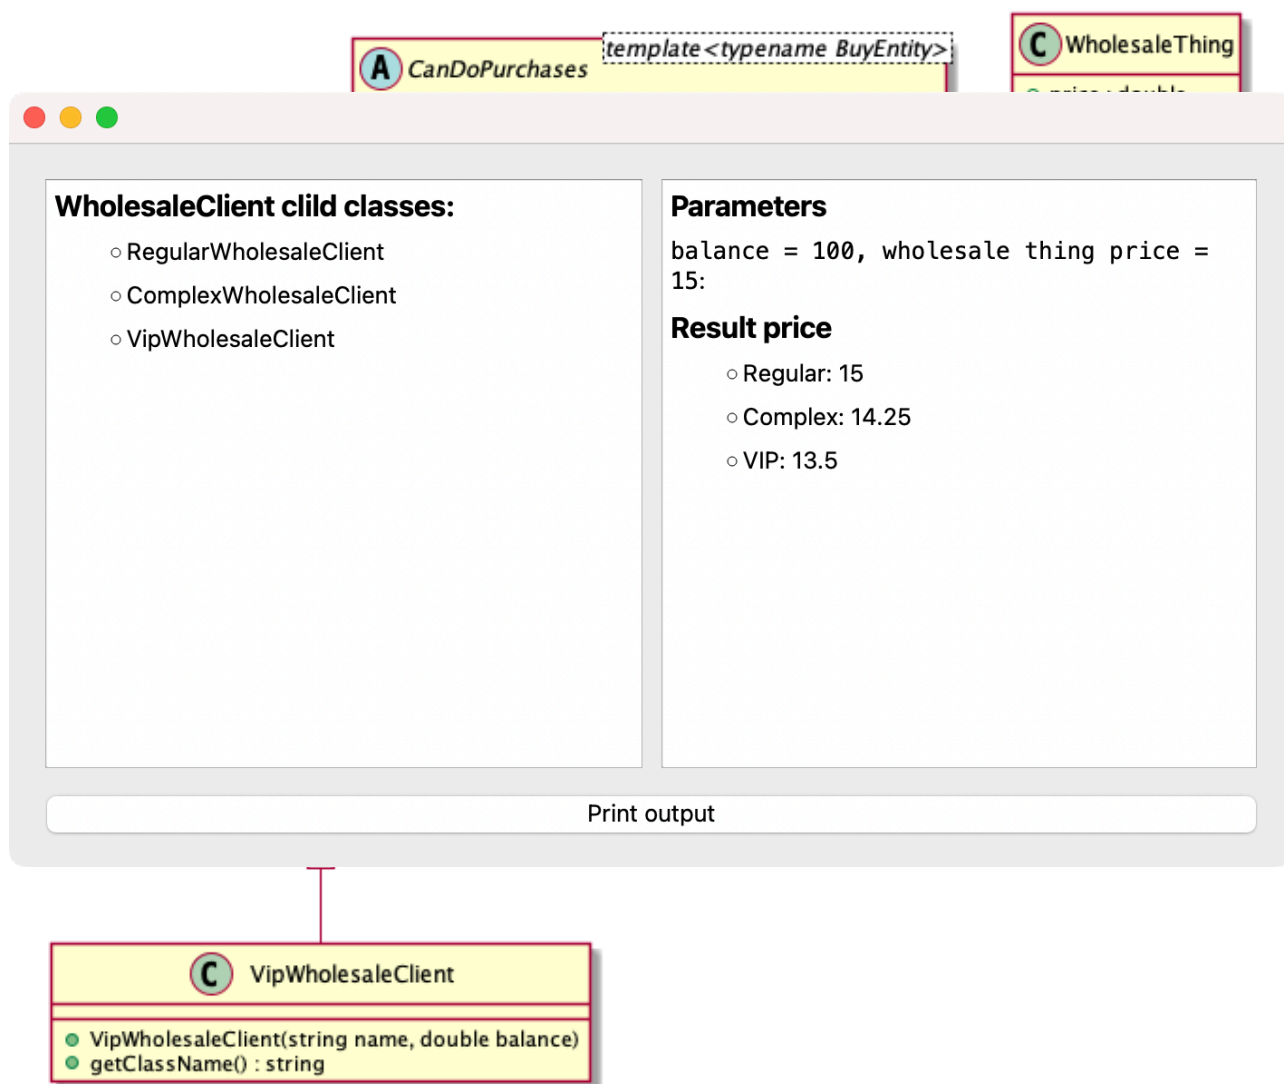 A CanDoPurchases
template<typename BuyEntity>
C WholesaleThing
price : double
WholesaleClient clild classes:
RegularWholesaleClient
ComplexWholesaleClient
VipWholesaleClient
Parameters
balance = 100, wholesale thing price =
15:
Result price
Regular: 15
Complex: 14.25
VIP: 13.5
Print output
C VipWholesaleClient
VipWholesaleClient(string name, double balance)
getClassName() : string